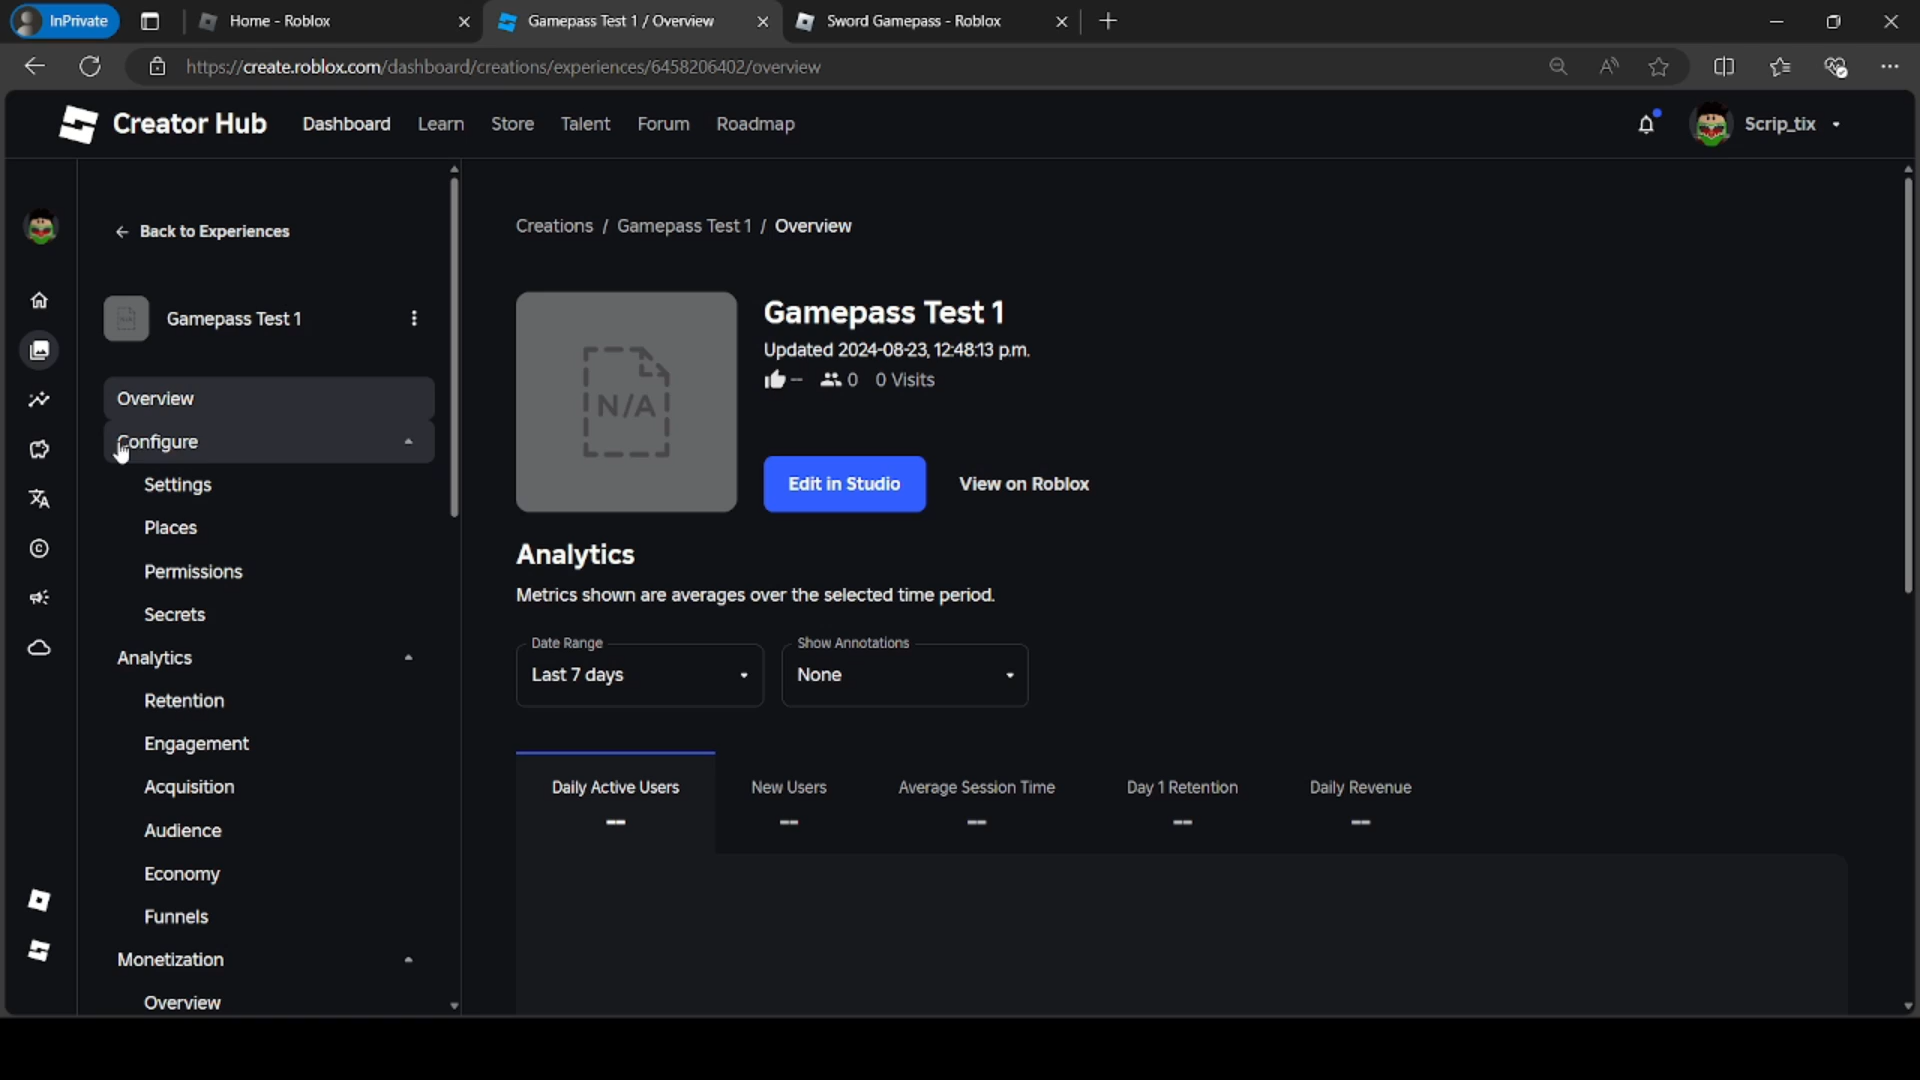 InPrivate
Home - Roblox
Gamepass Test 1 / Overview
Sword Gamepass - Roblox
https://create.roblox.com/dashboard/creations/experiences/6458206402/overview
Creator Hub
Dashboard
Learn
Store
Talent
Forum
Roadmap
Scrip_tix
Back to Experiences
Gamepass Test 1
Overview
Configure
Settings
Places
Permissions
Secrets
Analytics
Retention
Engagement
Acquisition
Audience
Economy
Funnels
Monetization
Overview
Creations / Gamepass Test 1 / Overview
N/A
Gamepass Test 1
Updated 2024-08-23, 12:48:13 p.m.
-- 0 0 Visits
Edit in Studio
View on Roblox
Analytics
Metrics shown are averages over the selected time period.
Date Range
Last 7 days
Show Annotations
None
Daily Active Users
--
New Users
--
Average Session Time
--
Day 1 Retention
--
Daily Revenue
--